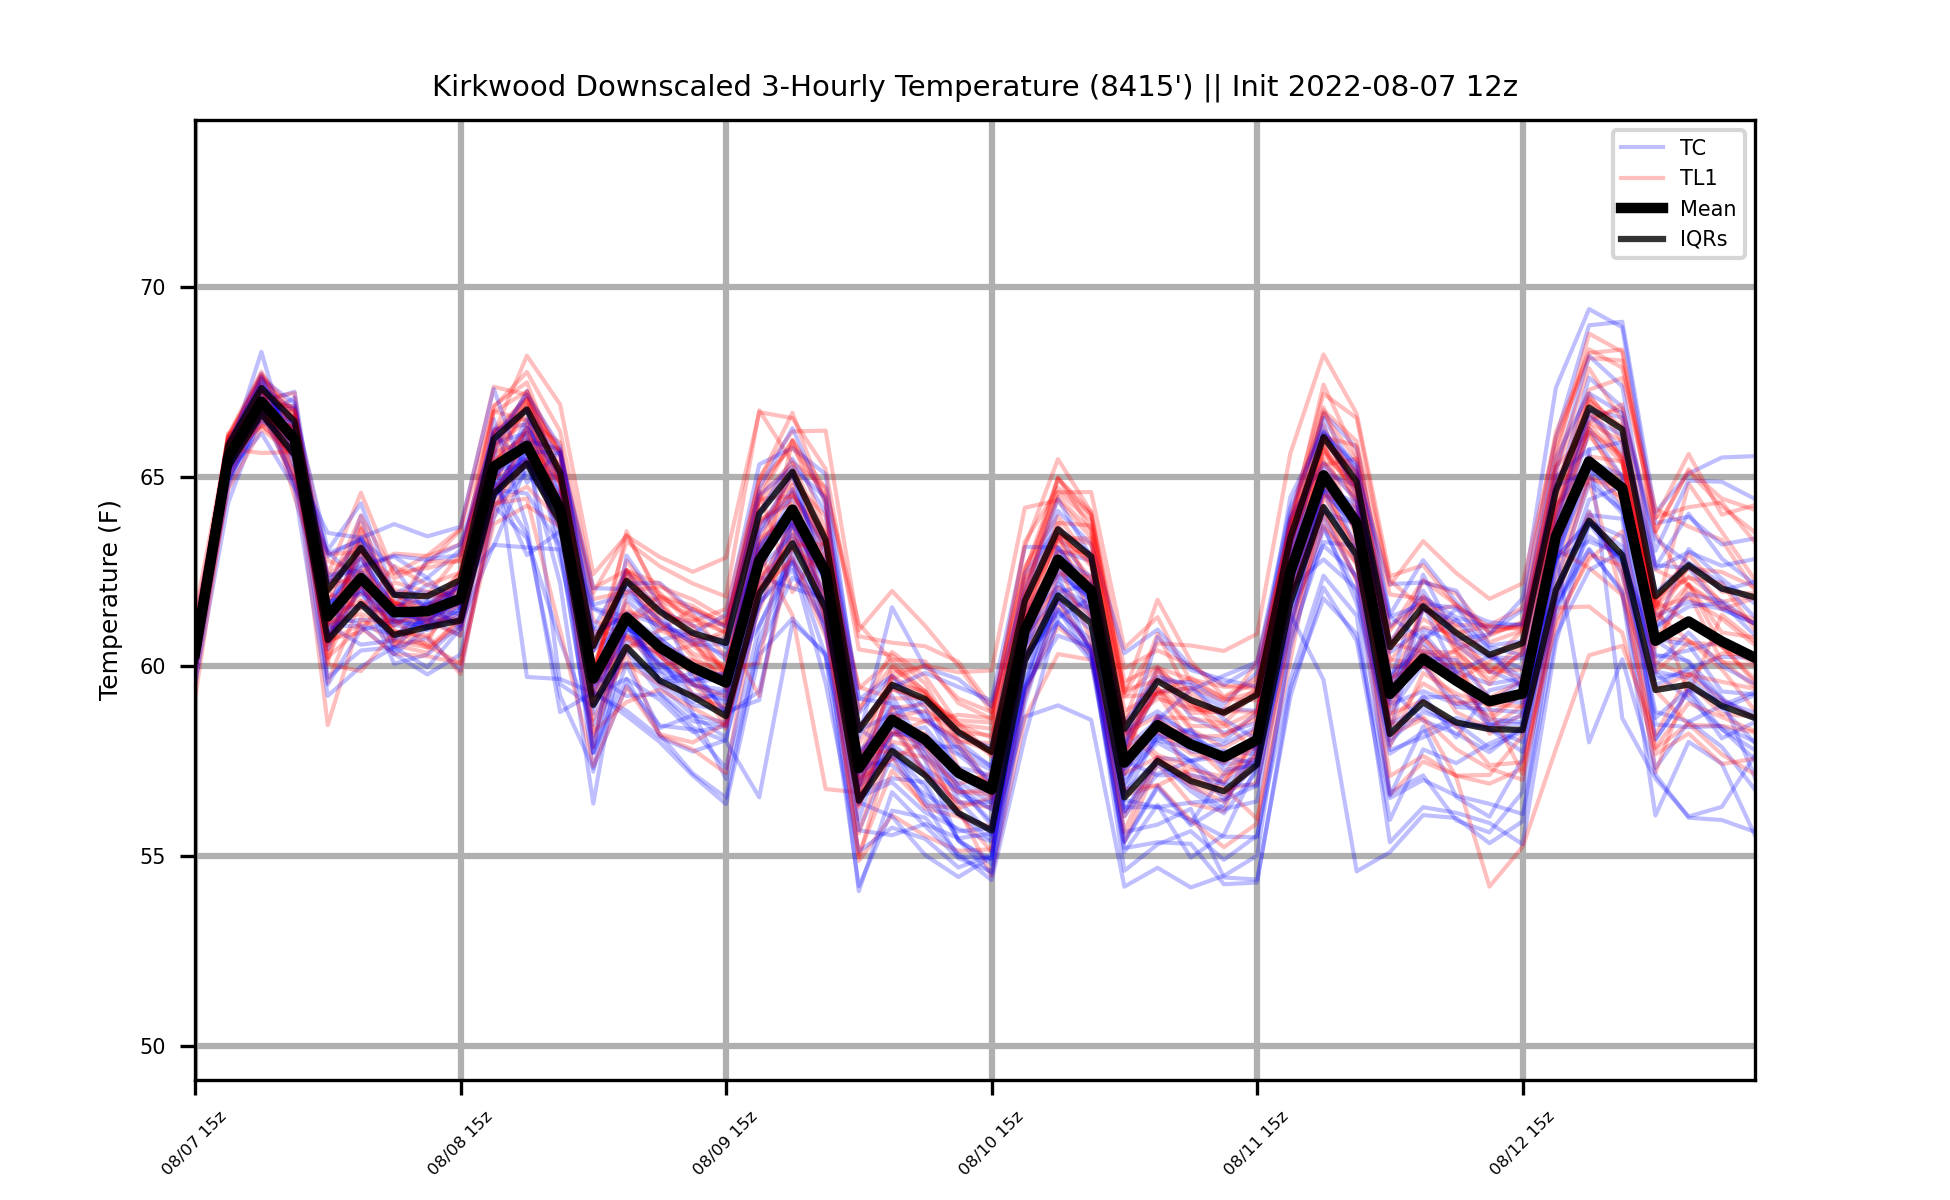 Kirkwood Downscaled 3-Hourly Temperature (8415') || Init 2022-08-07 12z
TC
TL1
Mean
IQRs
Temperature (F)
70
65
60
55
50
08/07 15z
08/08 15z
08/09 15z
08/10 15z
08/11 15z
08/12 15z